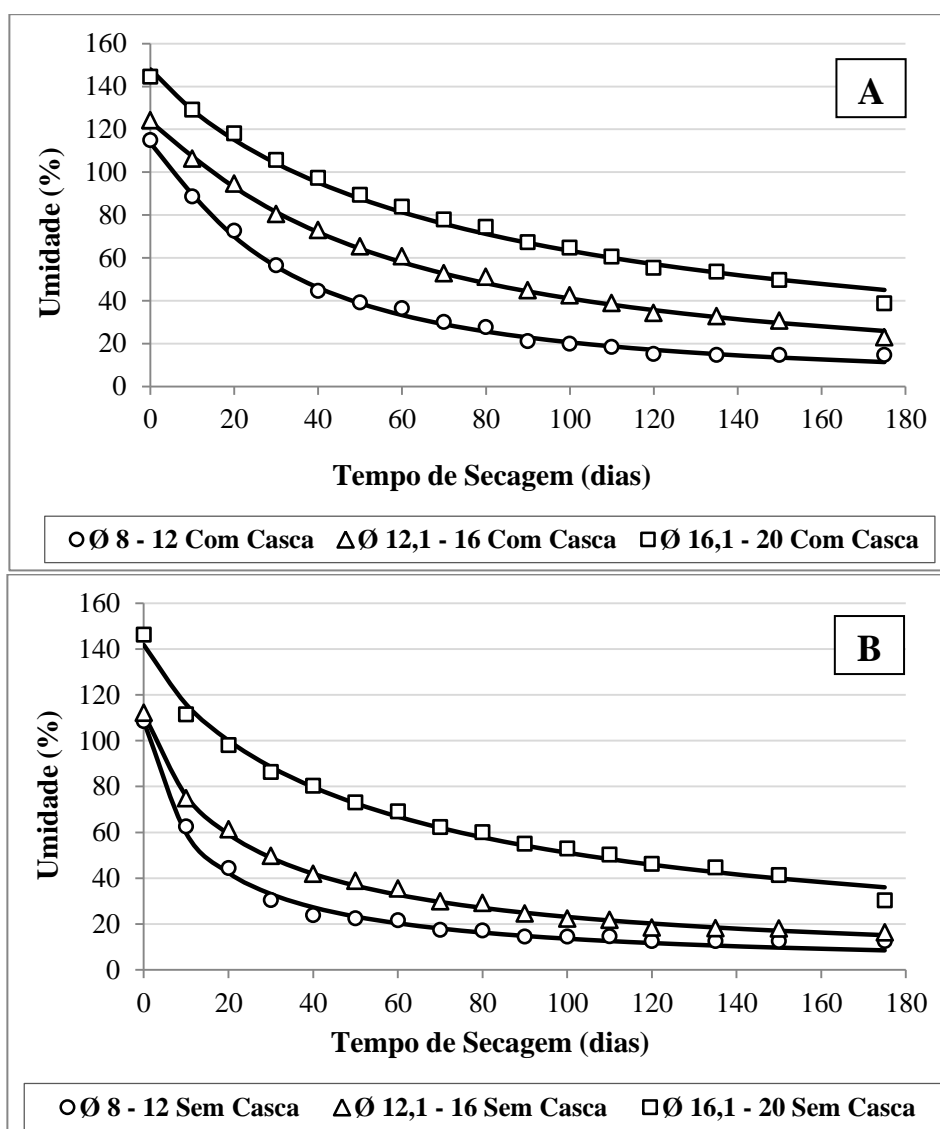 160
140
120
100
80
60
40
20
0
A
Umidade (%)
0 20 40 60 80 100 120 140 160 180
Tempo de Secagem (dias)
Ø 8 - 12 Com Casca Ø 12,1 - 16 Com Casca Ø 16,1 - 20 Com Casca
160
140
120
100
80
60
40
20
0
B
Umidade (%)
0 20 40 60 80 100 120 140 160 180
Tempo de Secagem (dias)
Ø 8 - 12 Sem Casca Ø 12,1 - 16 Sem Casca Ø 16,1 - 20 Sem Casca